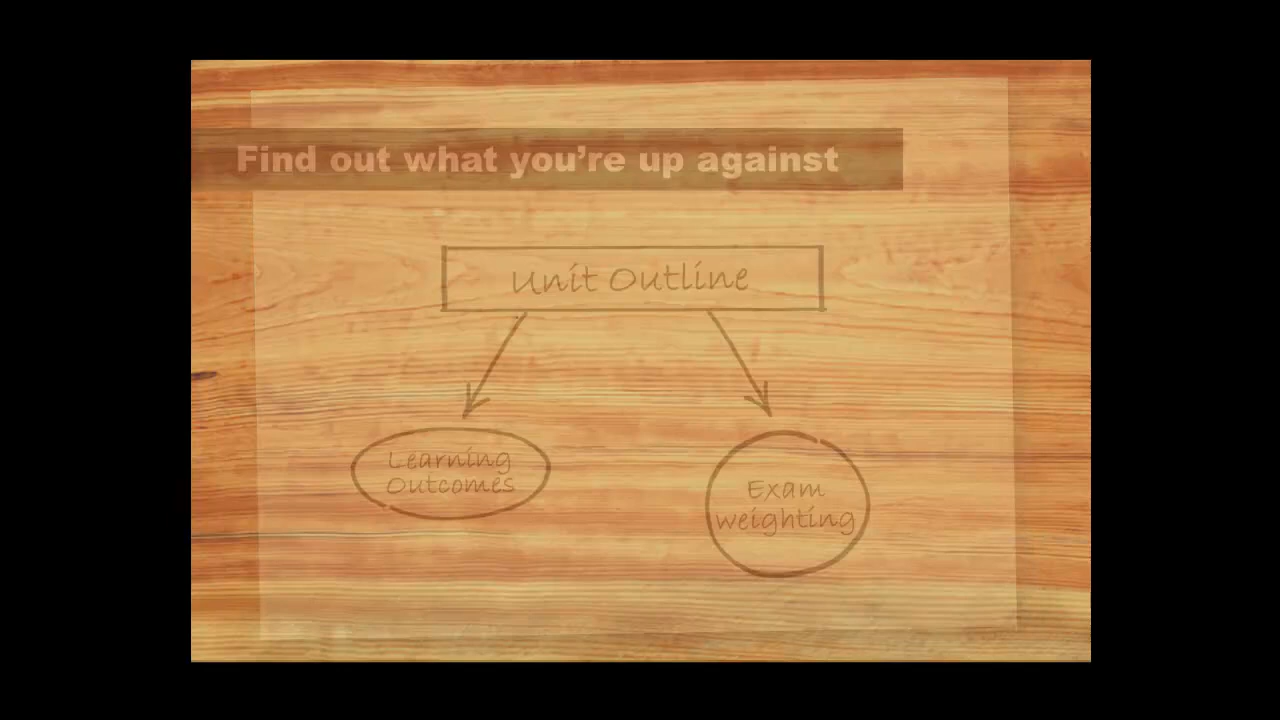 Find out what you're up against
Unit Outline
Learning
Outcomes
Exam
weighting